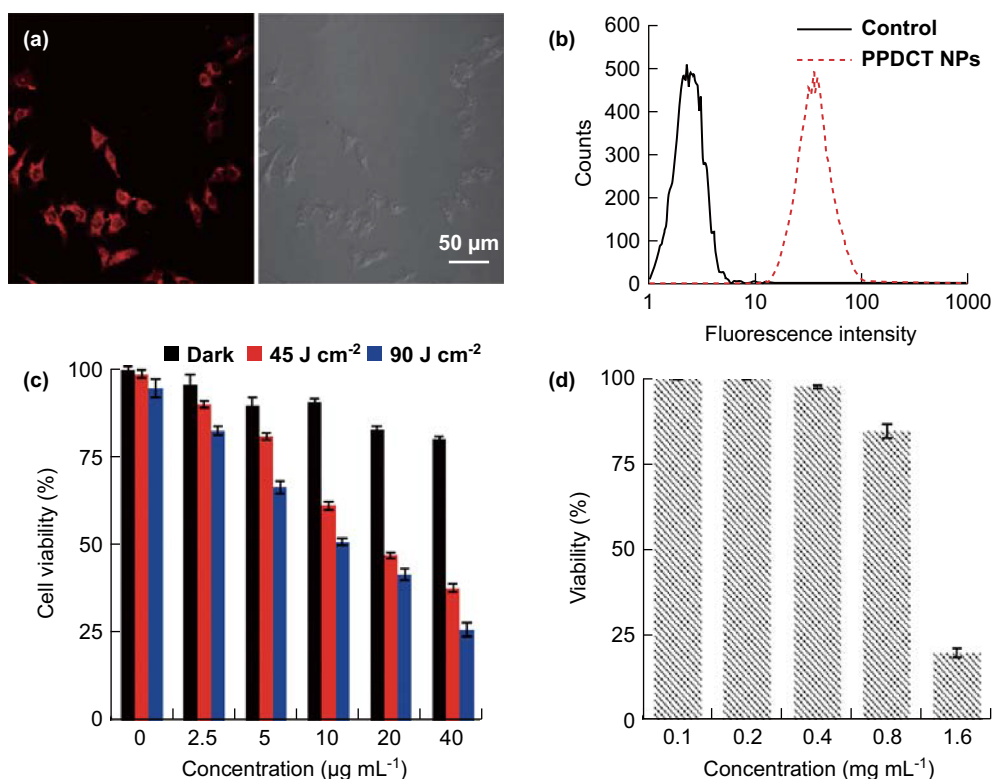 (a)
50 µm
(b)
Control
PPDCT NPs
600
500
400
300
200
100
0
Counts
1 10 100 1000
Fluorescence intensity
(c)
Dark 45 J cm⁻² 90 J cm⁻²
100
75
50
25
0
Cell viability (%)
0 2.5 5 10 20 40
Concentration (µg mL⁻¹)
(d)
100
75
50
25
0
Viability (%)
0.1 0.2 0.4 0.8 1.6
Concentration (mg mL⁻¹)